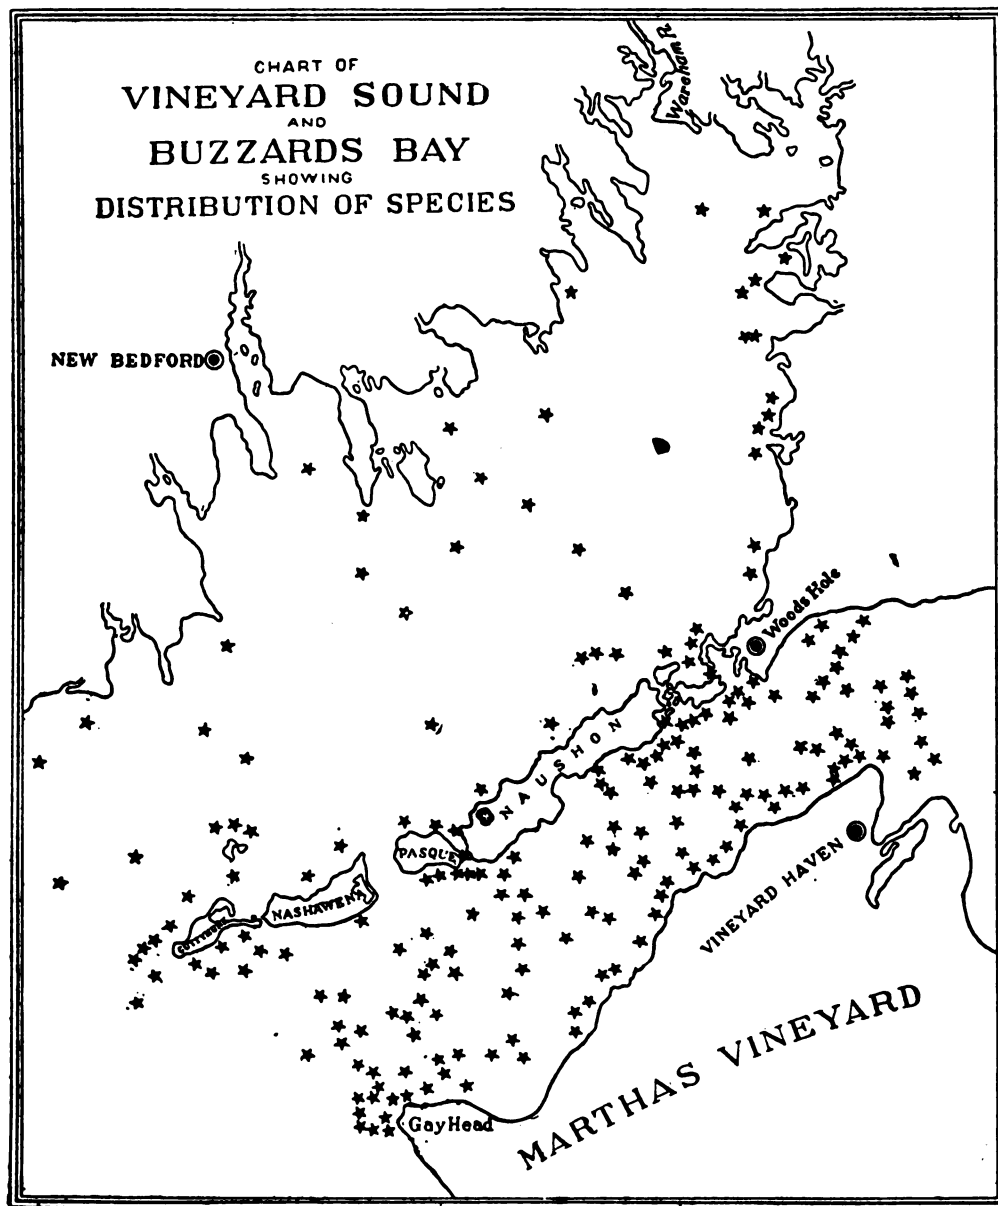 CHART OF
VINEYARD SOUND
AND
BUZZARDS BAY
SHOWING
DISTRIBUTION OF SPECIES
Wareham R.
NEW BEDFORD
Woods Hole
NAUSHON
PASQUE
NASHAWENA
VINEYARD HAVEN
MARTHAS VINEYARD
Gay Head